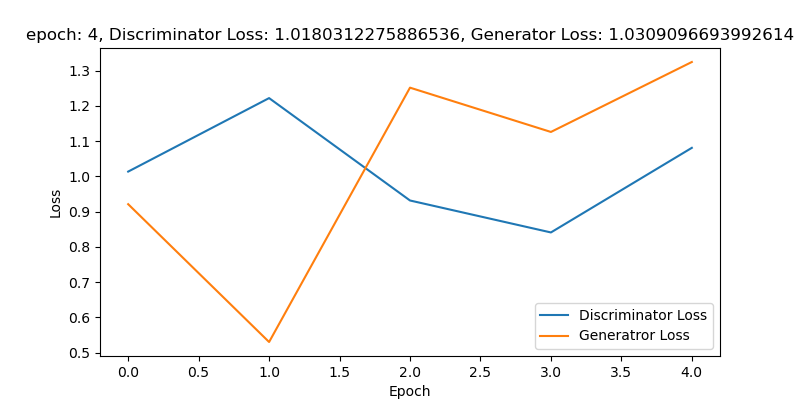 epoch: 4, Discriminator Loss: 1.0180312275886536, Generator Loss: 1.0309096693992614
1.3
1.2
1.1
1.0
0.9
0.8
0.7
0.6
0.5
Loss
Discriminator Loss
Generatror Loss
0.0 0.5 1.0 1.5 2.0 2.5 3.0 3.5 4.0
Epoch